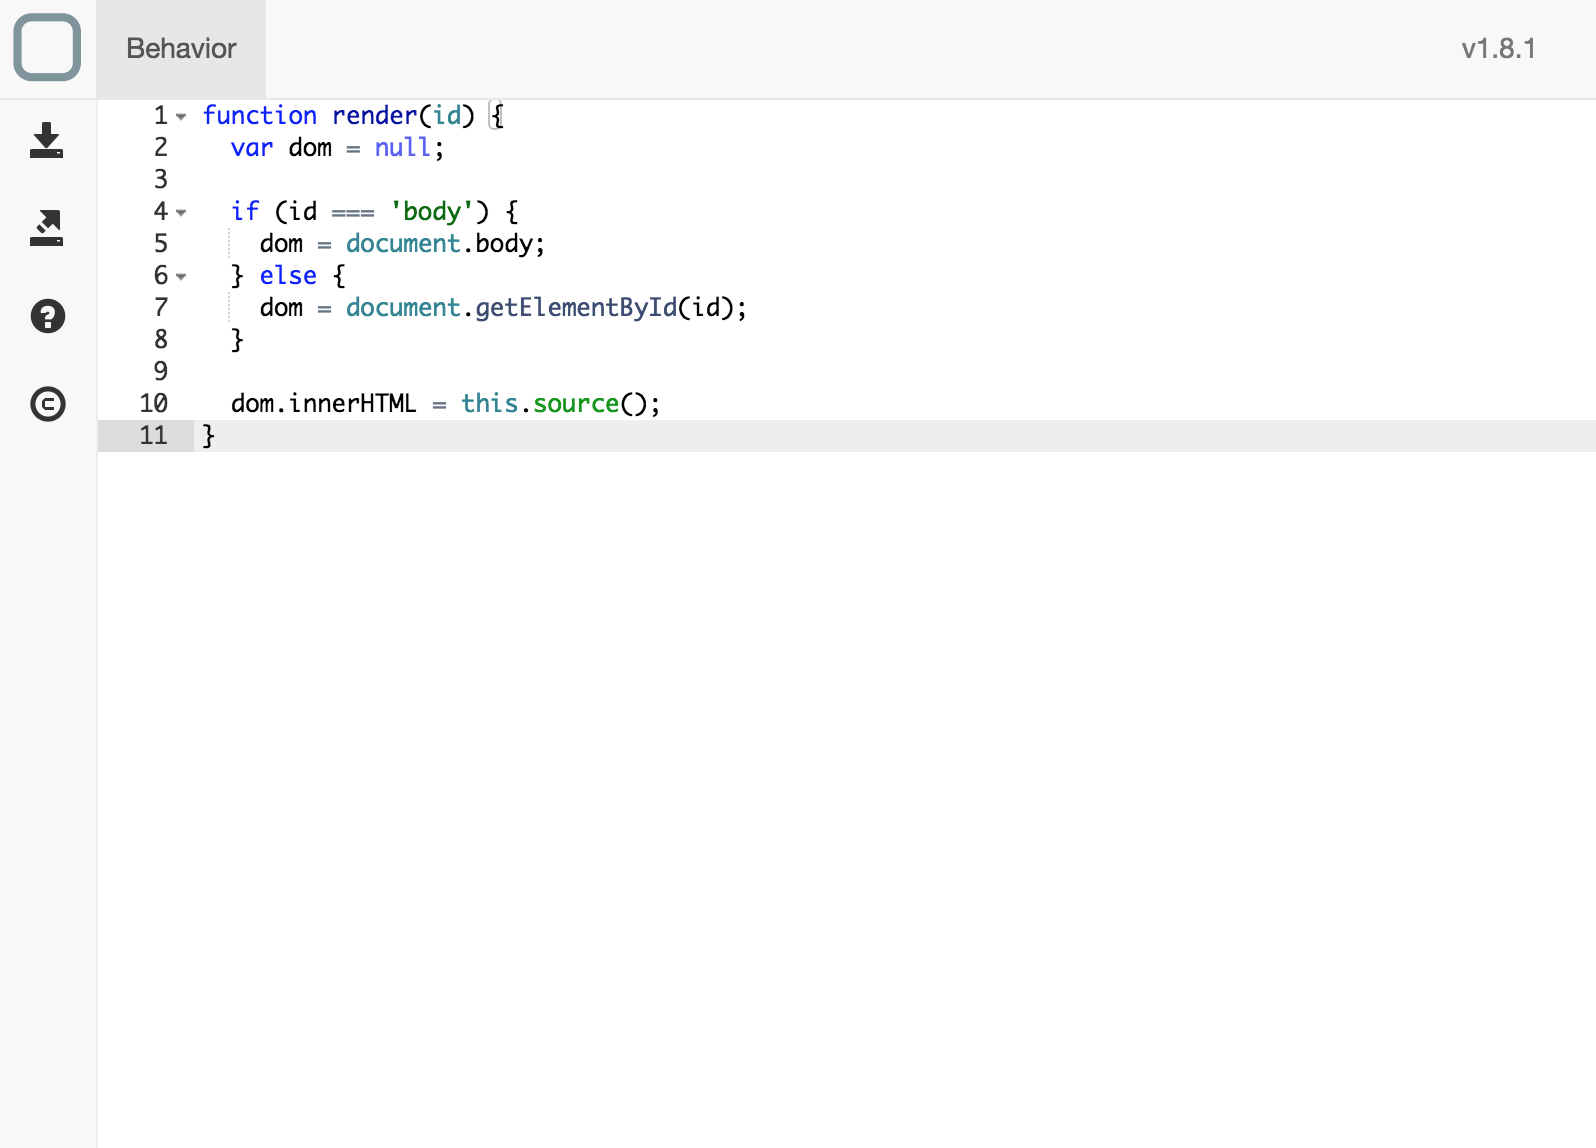 Behavior
v1.8.1
1 function render(id) {
2   var dom = null;
3
4   if (id === 'body') {
5     dom = document.body;
6   } else {
7     dom = document.getElementById(id);
8   }
9
10   dom.innerHTML = this.source();
11 }